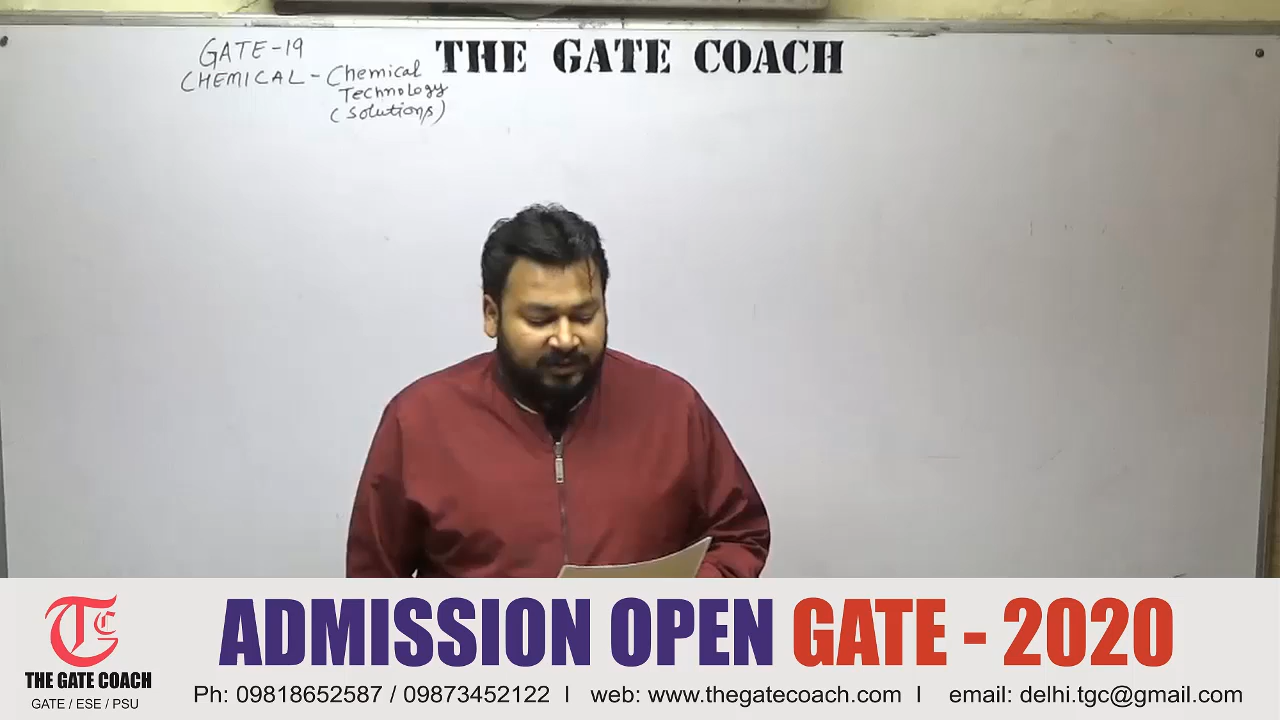 GATE-19
CHEMICAL - Chemical
Technology
(Solutions)
THE GATE COACH
TC
THE GATE COACH
GATE / ESE / PSU
ADMISSION OPEN GATE - 2020
Ph: 09818652587 / 09873452122 I web: www.thegatecoach.com I email: delhi.tgc@gmail.com